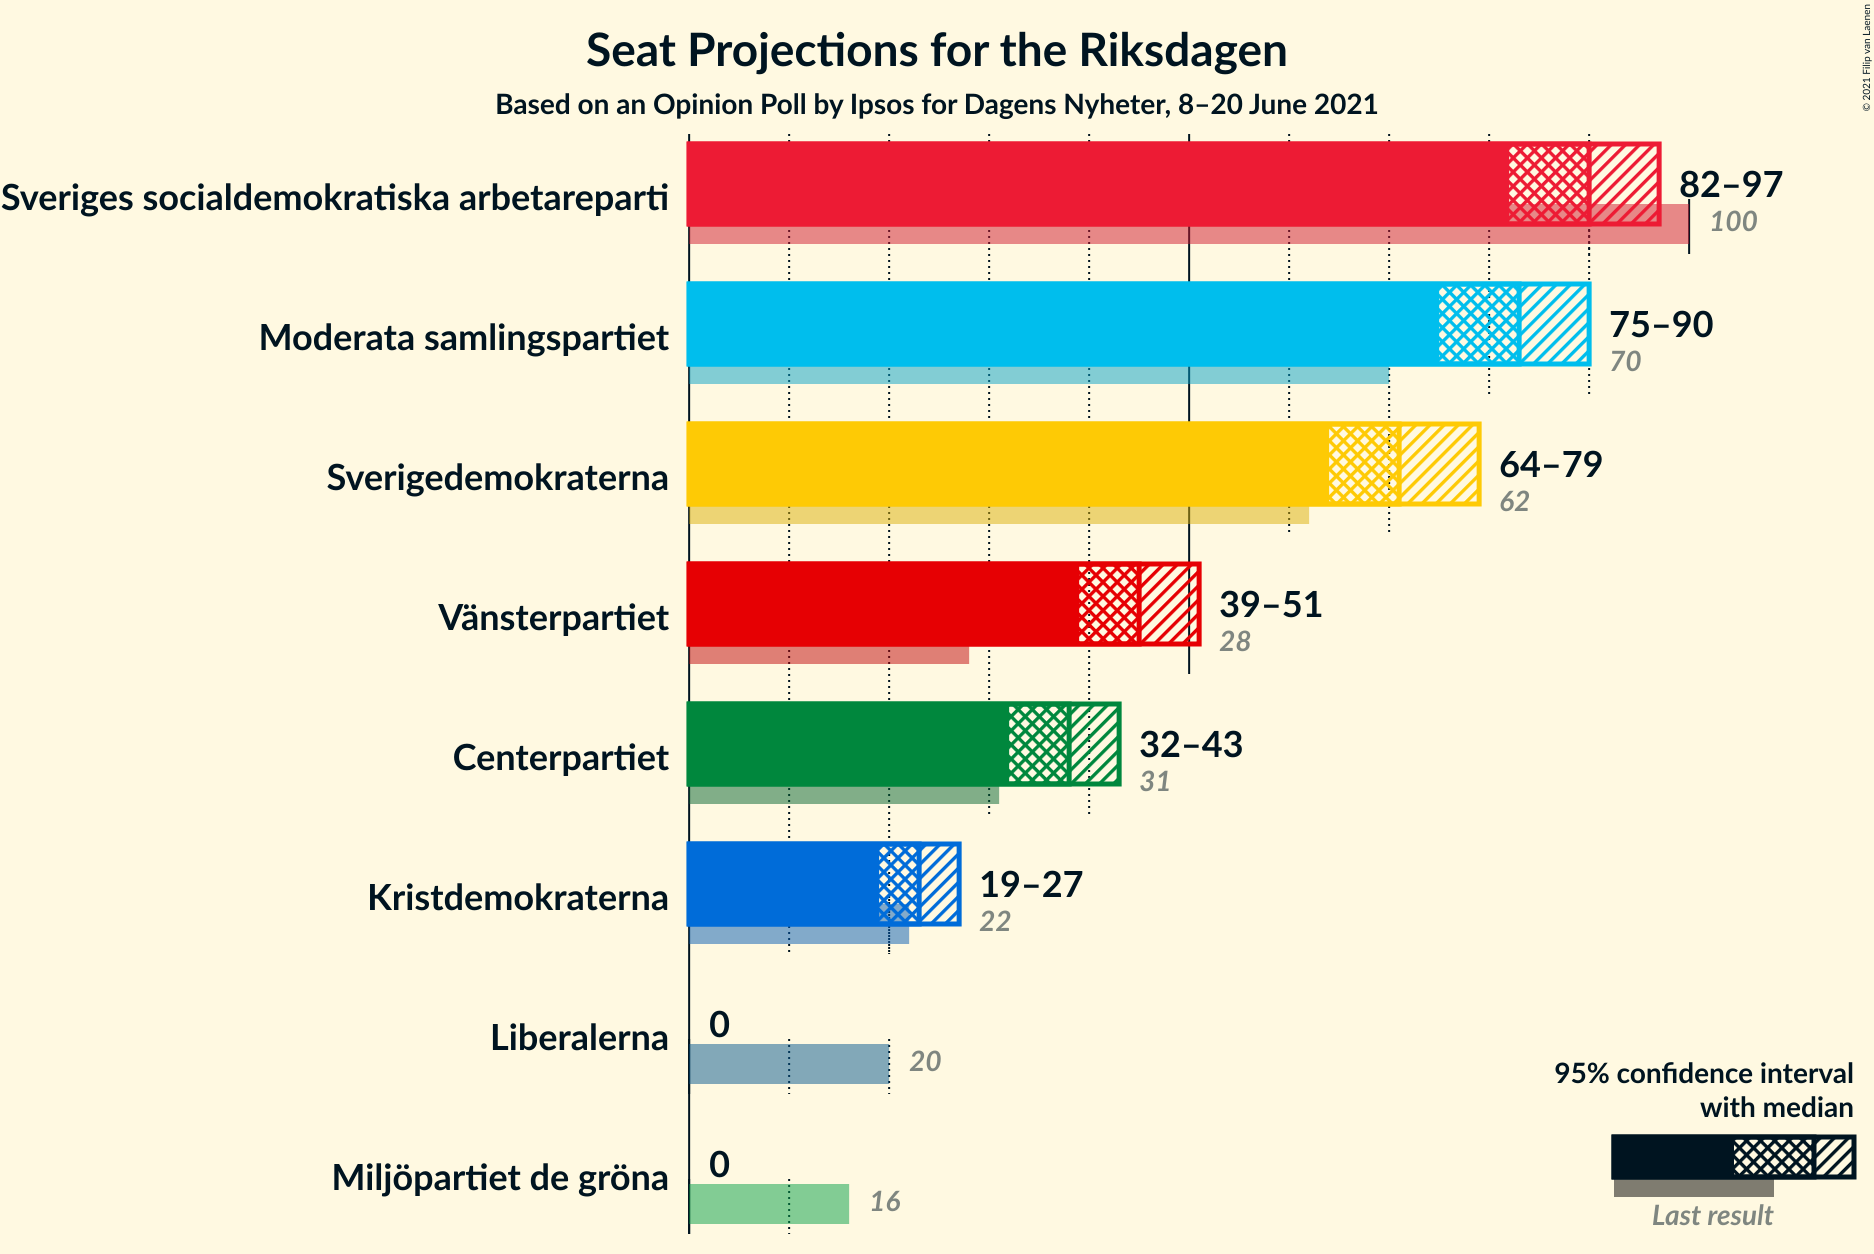 Seat Projections for the Riksdagen
Based on an Opinion Poll by Ipsos for Dagens Nyheter, 8–20 June 2021
© 2021 Filip van Laenen
Sveriges socialdemokratiska arbetareparti
82–97
100
Moderata samlingspartiet
75–90
70
Sverigedemokraterna
64–79
62
Vänsterpartiet
39–51
28
Centerpartiet
32–43
31
Kristdemokraterna
19–27
22
Liberalerna
0
20
Miljöpartiet de gröna
0
16
95% confidence interval
with median
Last result